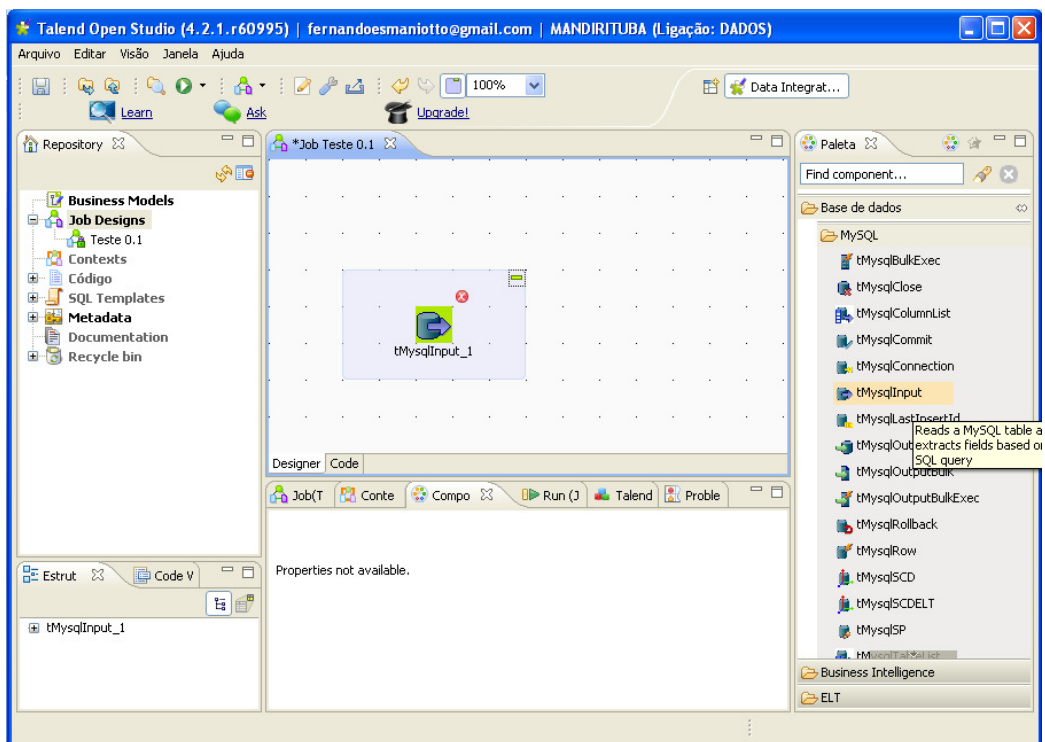 Talend Open Studio (4.2.1.r60995) | fernandoesmaniotto@gmail.com | MANDIRITUBA (Ligação: DADOS)
Arquivo Editar Visão Janela Ajuda
100%
Data Integrat...
Learn
Ask
Upgrade!
Repository
Business Models
Job Designs
Teste 0.1
Contexts
Código
SQL Templates
Metadata
Documentation
Recycle bin
Estrut
Code V
tMysqlInput_1
*Job Teste 0.1
tMysqlInput_1
Designer Code
Job(T
Conte
Compo
Run (J
Talend
Proble
Properties not available.
Paleta
Find component...
Base de dados
MySQL
tMysqlBulkExec
tMysqlClose
tMysqlColumnList
tMysqlCommit
tMysqlConnection
tMysqlInput
tMysqlLastInsertId
Reads a MySQL table a
extracts fields based o
SQL query
tMysqlOut
tMysqlOutputBulk
tMysqlOutputBulkExec
tMysqlRollback
tMysqlRow
tMysqlSCD
tMysqlSCDELT
tMysqlSP
tMysqlTableList
Business Intelligence
ELT